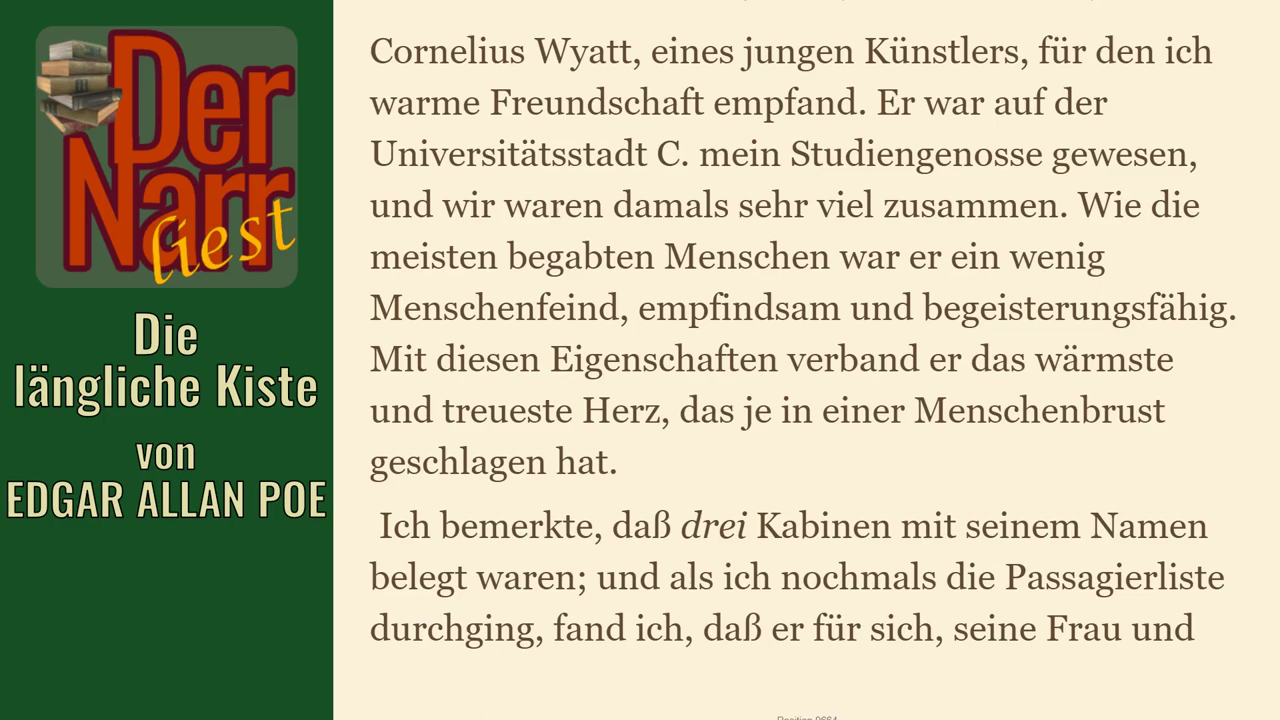 Der
Narr
liest
Die
längliche Kiste
von
EDGAR ALLAN POE
Cornelius Wyatt, eines jungen Künstlers, für den ich
warme Freundschaft empfand. Er war auf der
Universitätsstadt C. mein Studiengenosse gewesen,
und wir waren damals sehr viel zusammen. Wie die
meisten begabten Menschen war er ein wenig
Menschenfeind, empfindsam und begeisterungsfähig.
Mit diesen Eigenschaften verband er das wärmste
und treueste Herz, das je in einer Menschenbrust
geschlagen hat.
Ich bemerkte, daß drei Kabinen mit seinem Namen
belegt waren; und als ich nochmals die Passagierliste
durchging, fand ich, daß er für sich, seine Frau und